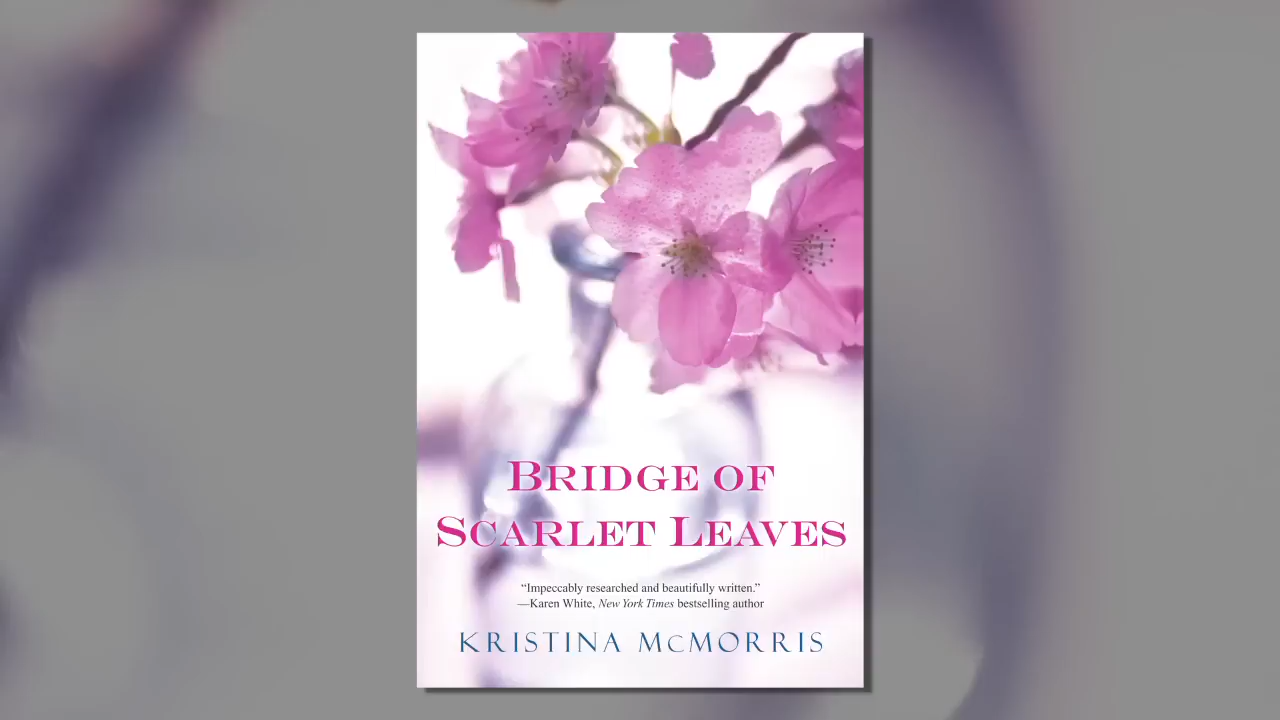 BRIDGE OF
SCARLET LEAVES
“Impeccably researched and beautifully written.”
—Karen White, New York Times bestselling author
KRISTINA McMORRIS